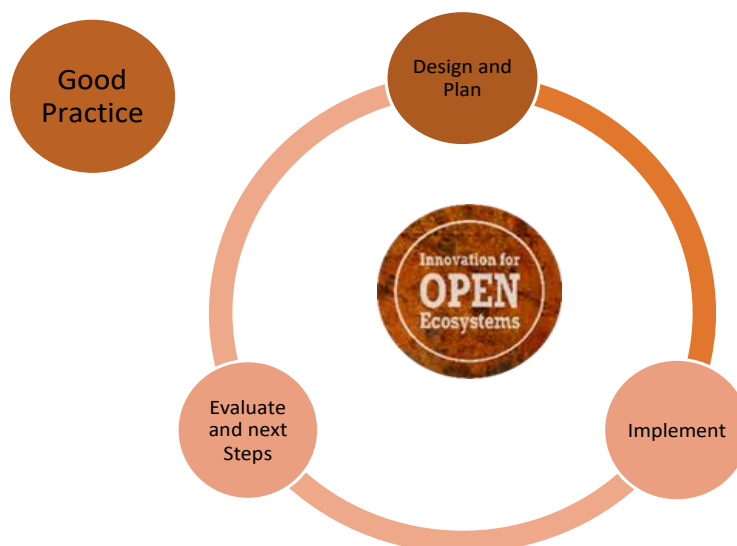 Good
Practice
Design and
Plan
Innovation for
OPEN
Ecosystems
Evaluate
and next
Steps
Implement